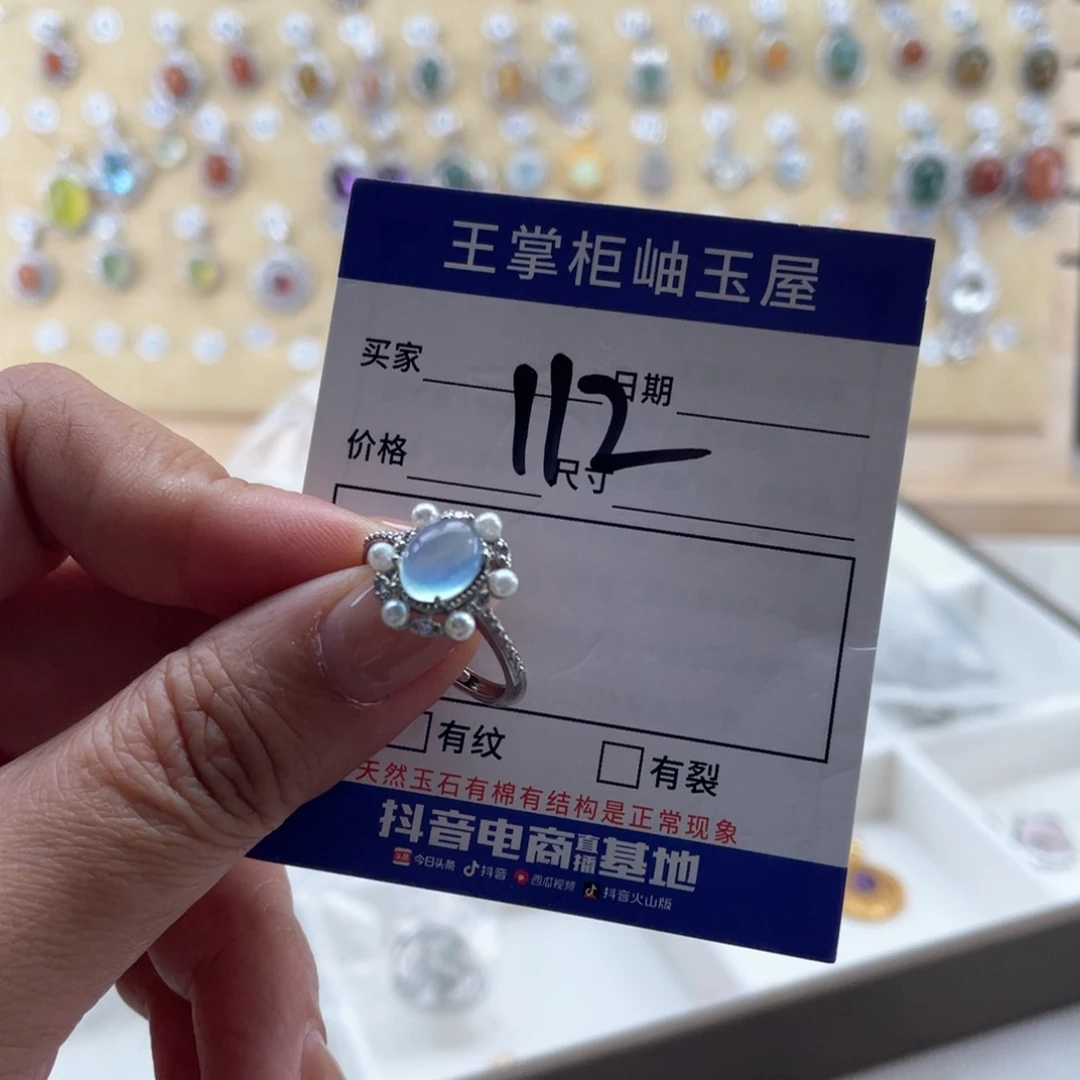 王掌柜岫玉屋
买家 日期
112
价格 尺寸
有纹 有裂
天然玉石有棉有结构是正常现象
抖音电商直播基地
今日头条 抖音 西瓜视频 抖音火山版